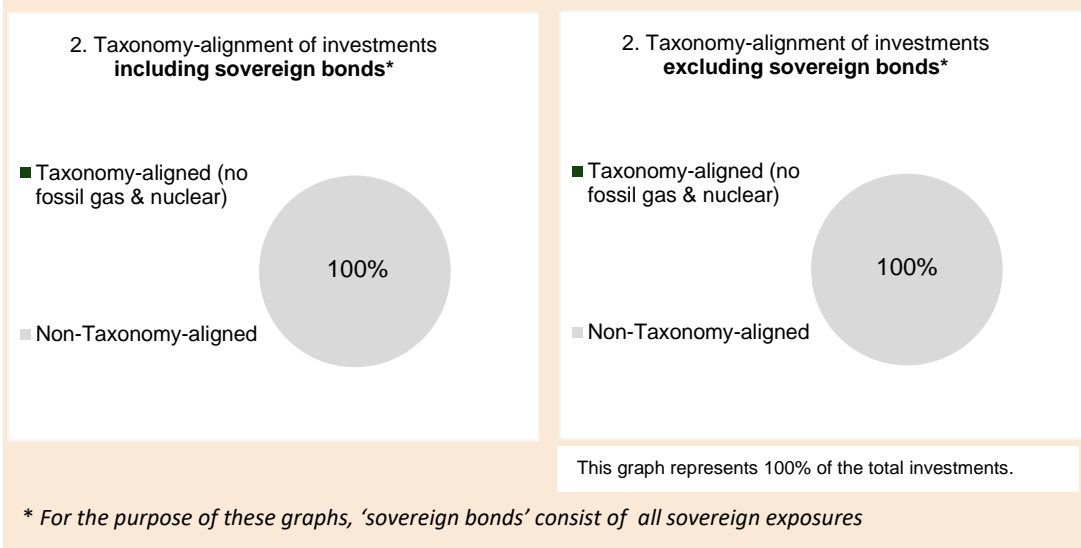 2. Taxonomy-alignment of investments
including sovereign bonds*
Taxonomy-aligned (no
fossil gas & nuclear)
100%
Non-Taxonomy-aligned
2. Taxonomy-alignment of investments
excluding sovereign bonds*
Taxonomy-aligned (no
fossil gas & nuclear)
100%
Non-Taxonomy-aligned
This graph represents 100% of the total investments.
* For the purpose of these graphs, ‘sovereign bonds’ consist of all sovereign exposures